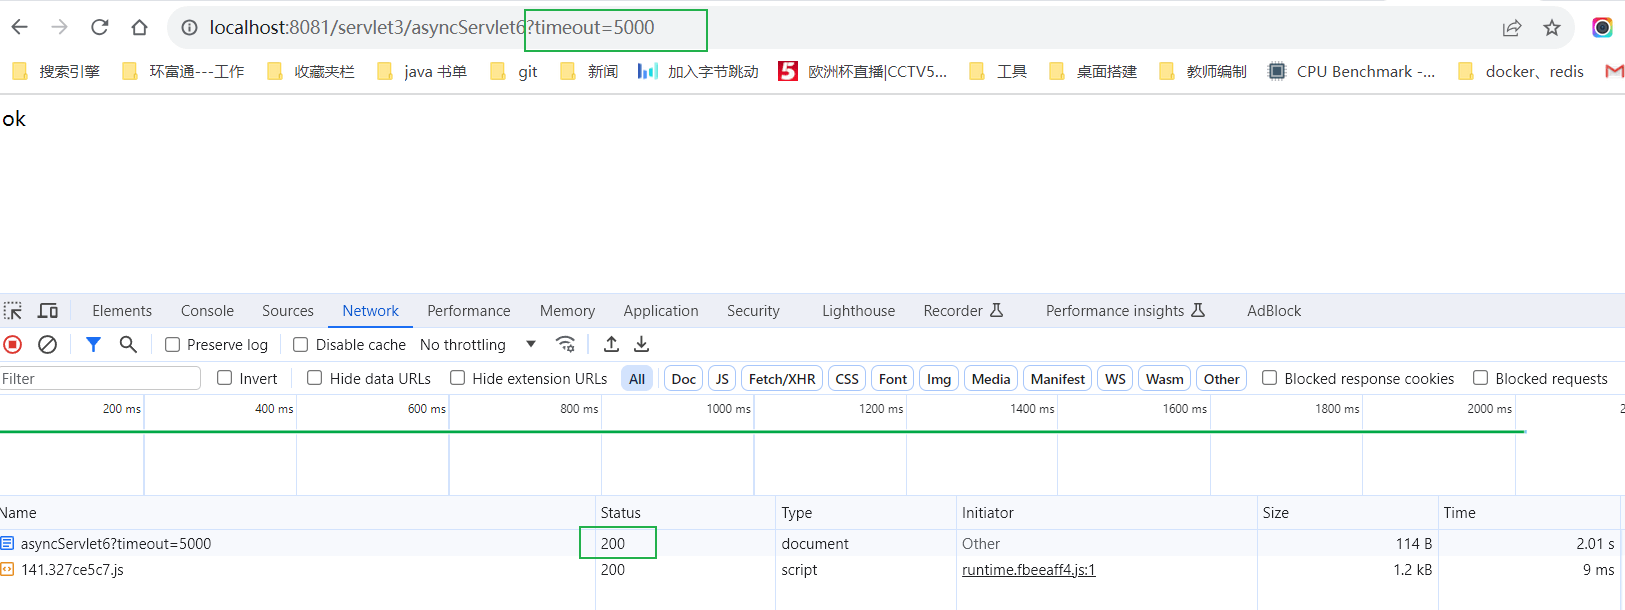 localhost:8081/servlet3/asyncServlet6?timeout=5000
搜索引擎 环富通---工作 收藏夹栏 java 书单 git 新闻 加入字节跳动 5 欧洲杯直播|CCTV5... 工具 桌面搭建 教师编制 CPU Benchmark -... docker、redis
ok
Elements Console Sources Network Performance Memory Application Security Lighthouse Recorder Performance insights AdBlock
Preserve log Disable cache No throttling
Filter Invert Hide data URLs Hide extension URLs All Doc JS Fetch/XHR CSS Font Img Media Manifest WS Wasm Other Blocked response cookies Blocked requests
200 ms 400 ms 600 ms 800 ms 1000 ms 1200 ms 1400 ms 1600 ms 1800 ms 2000 ms
Name Status Type Initiator Size Time
asyncServlet6?timeout=5000 200 document Other 114 B 2.01 s
141.327ce5c7.js 200 script runtime.fbeeaff4.js:1 1.2 kB 9 ms